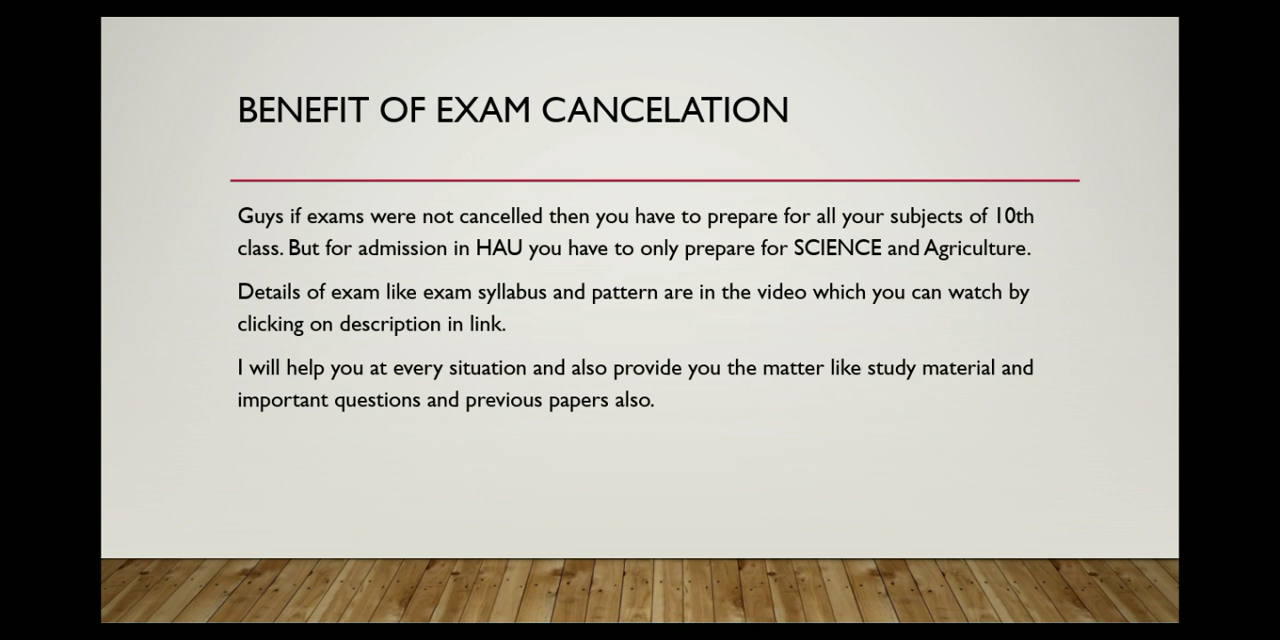 BENEFIT OF EXAM CANCELATION
Guys if exams were not cancelled then you have to prepare for all your subjects of 10th
class. But for admission in HAU you have to only prepare for SCIENCE and Agriculture.
Details of exam like exam syllabus and pattern are in the video which you can watch by
clicking on description in link.
I will help you at every situation and also provide you the matter like study material and
important questions and previous papers also.